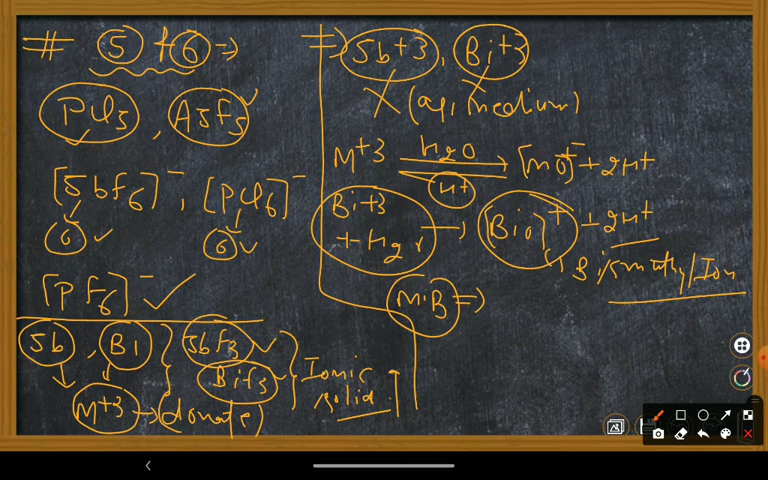 # 5 + 6 ⇒
PCl5 , AsF5
[SbF6]⁻, [PCl6]⁻
6 6
[PF6]⁻
Sb , Bi } SbF3
BiF3 } Ionic solid
M+3 → donate
⇒ Sb+3, Bi+3
X (aq. medium)
M+3 H2O [MO]+ + 2H+
H+
Bi+3 + H2O → [BiO]+ + 2H+
Bismuthyl Ion
M.B ⇒